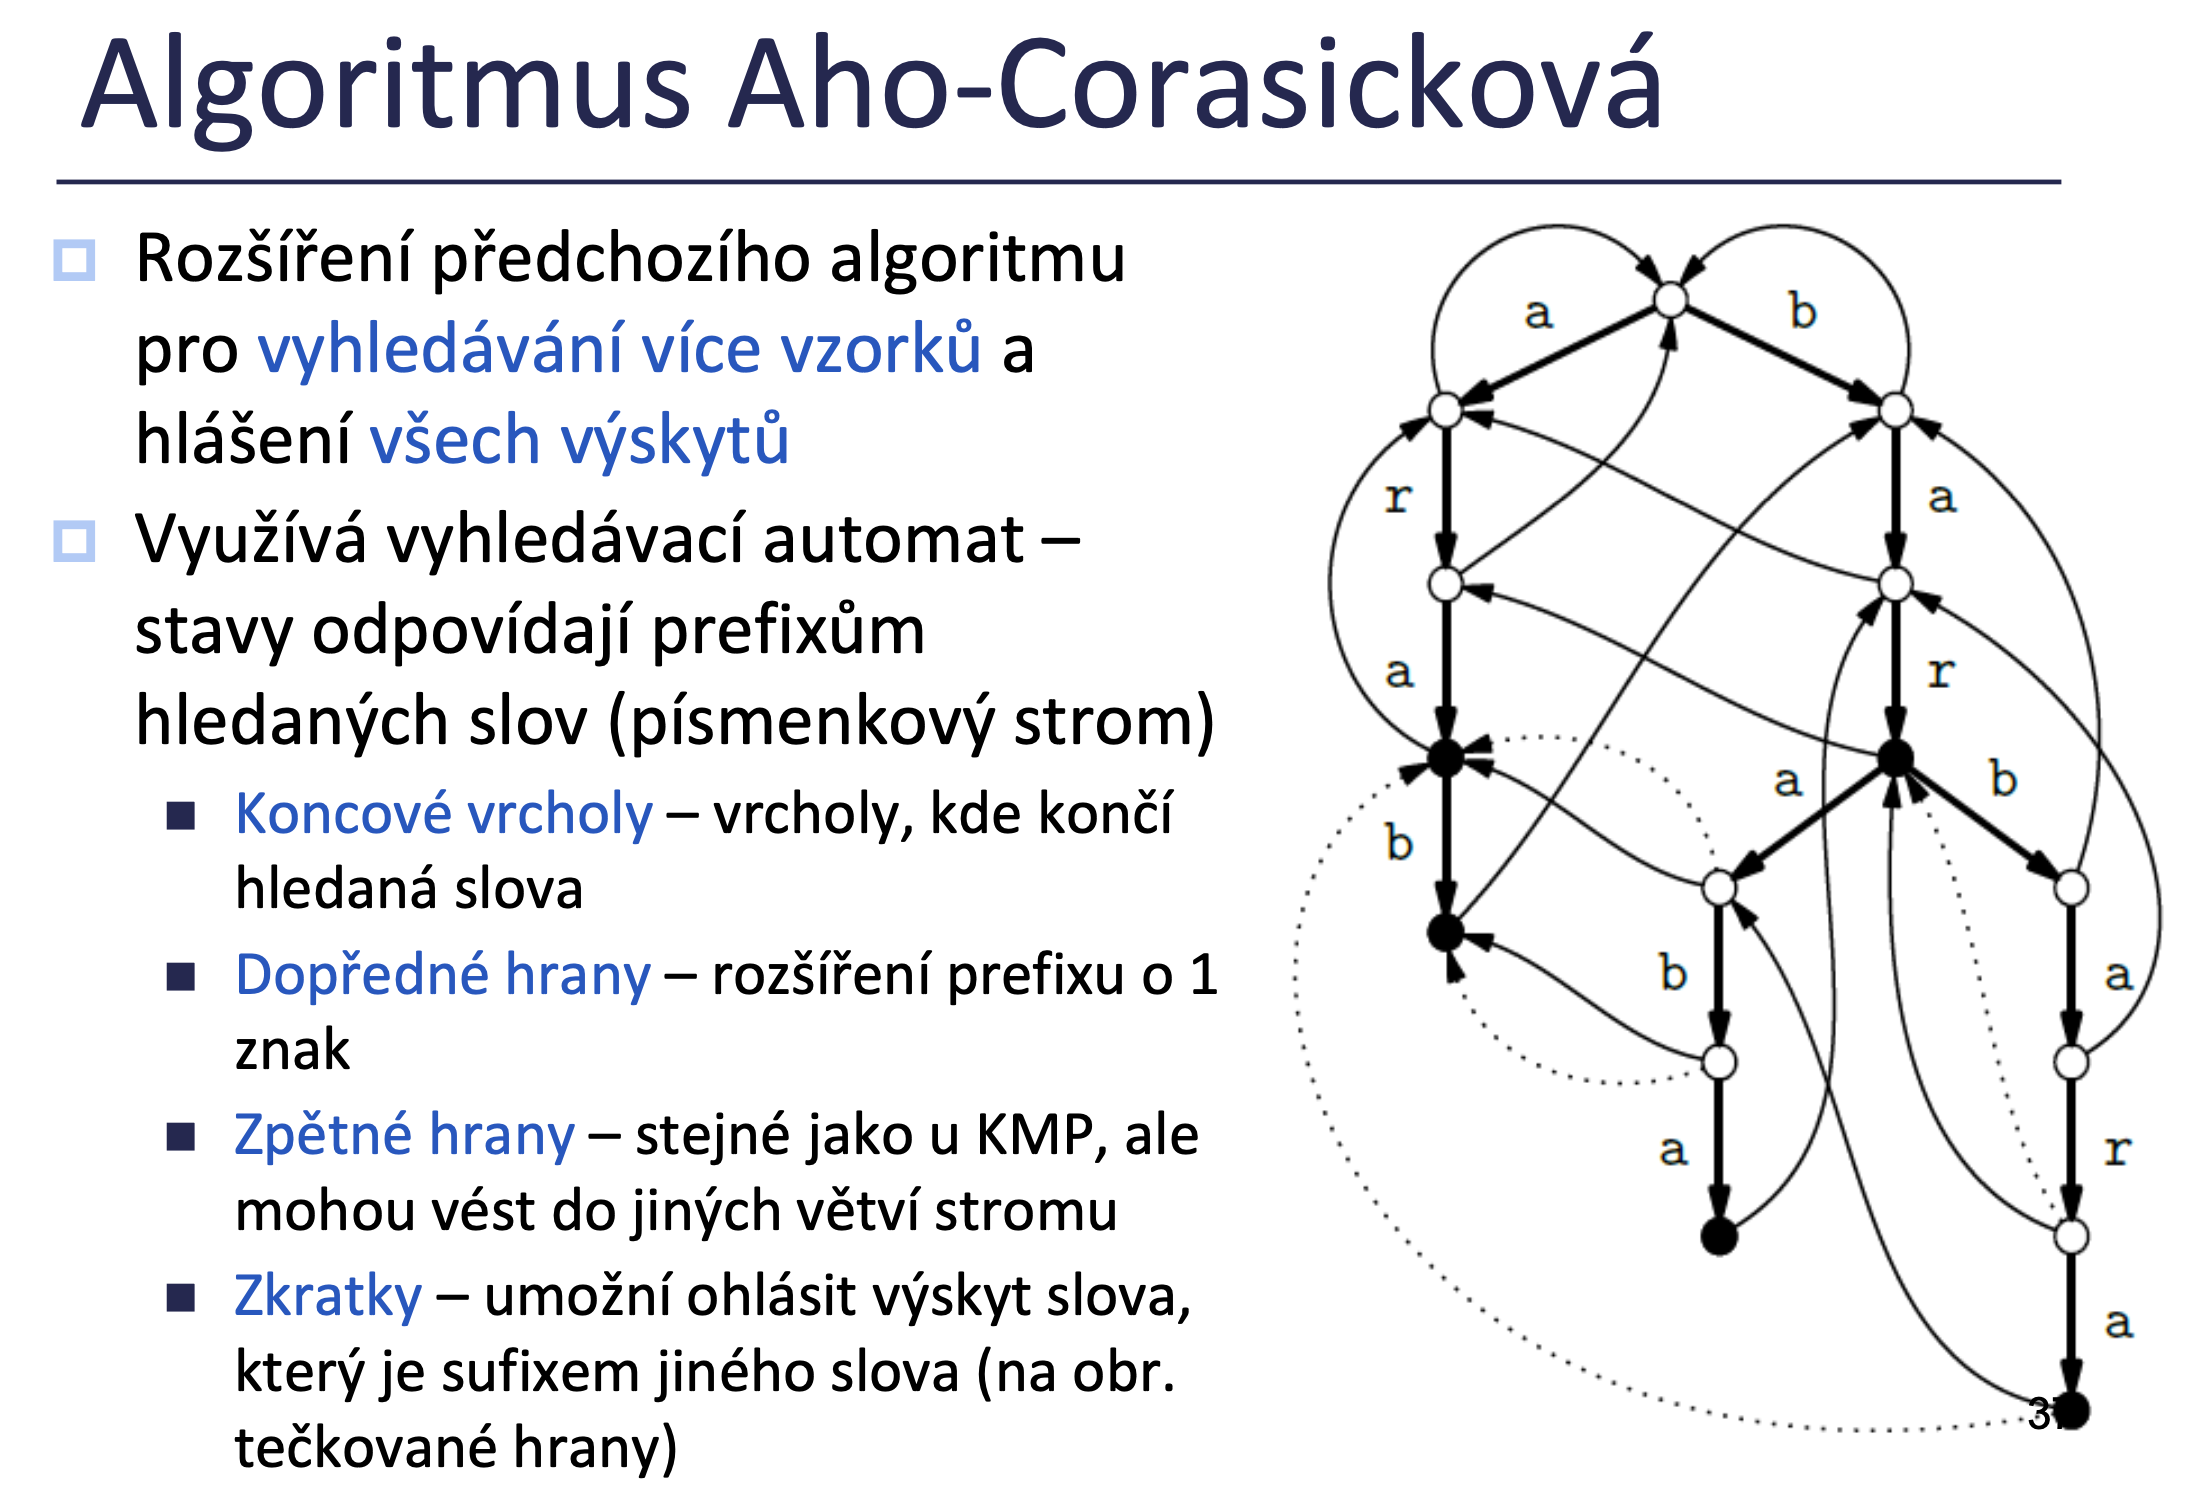 Algoritmus Aho-Corasicková
Rozšíření předchozího algoritmu
pro vyhledávání více vzorků a
hlášení všech výskytů
Využívá vyhledávací automat –
stavy odpovídají prefixům
hledaných slov (písmenkový strom)
Koncové vrcholy – vrcholy, kde končí
hledaná slova
Dopředné hrany – rozšíření prefixu o 1
znak
Zpětné hrany – stejné jako u KMP, ale
mohou vést do jiných větví stromu
Zkratky – umožní ohlásit výskyt slova,
který je sufixem jiného slova (na obr.
tečkované hrany)
a b
r a
a r
a b
b
b a
a r
a